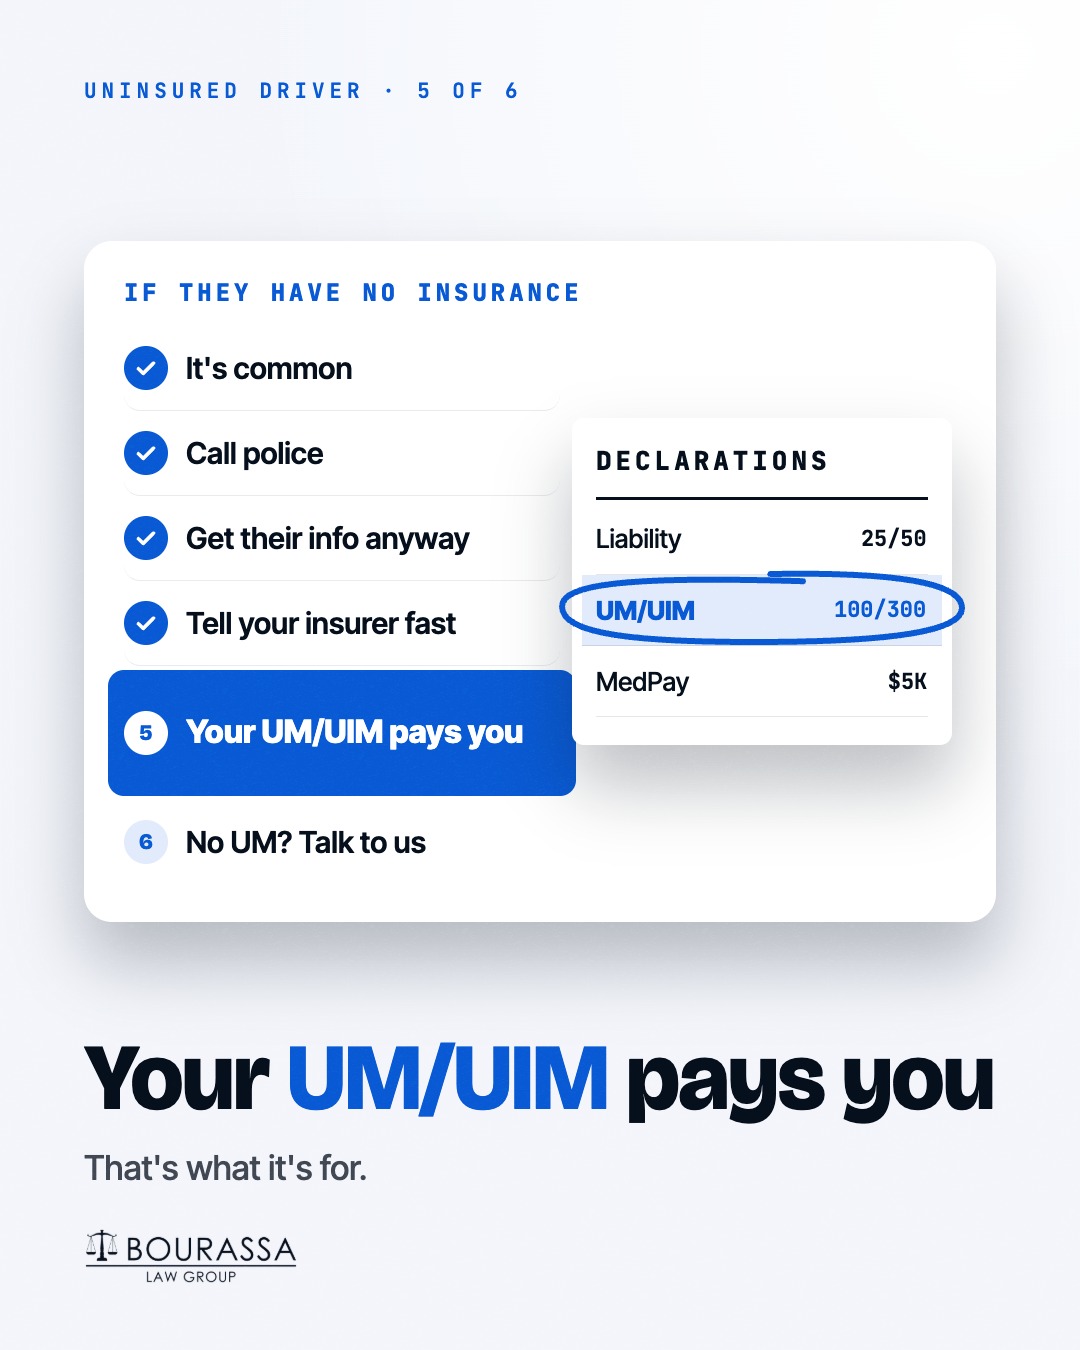 UNINSURED DRIVER · 5 OF 6
IF THEY HAVE NO INSURANCE
It's common
Call police
Get their info anyway
Tell your insurer fast
5 Your UM/UIM pays you
6 No UM? Talk to us
DECLARATIONS
Liability 25/50
UM/UIM 100/300
MedPay $5K
Your UM/UIM pays you
That's what it's for.
BOURASSA
LAW GROUP